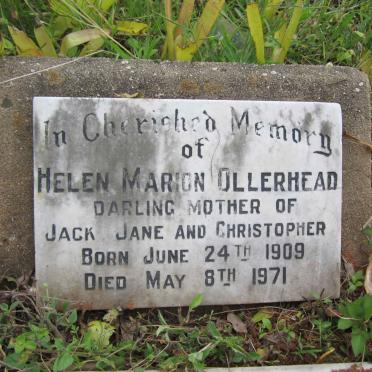 In Cherished Memory
of
HELEN MARION OLLERHEAD
DARLING MOTHER OF
JACK JANE AND CHRISTOPHER
BORN JUNE 24TH 1909
DIED MAY 8TH 1971